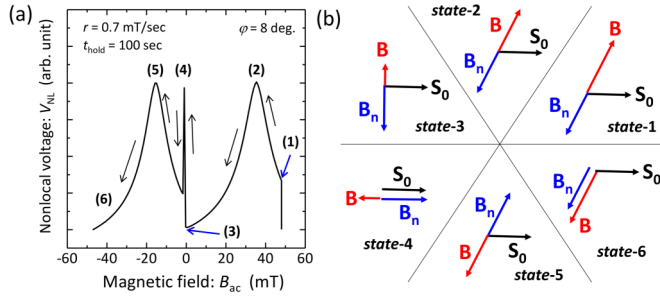 (a)
r = 0.7 mT/sec
t_hold = 100 sec
φ = 8 deg.
(5)
(4)
(2)
(1)
(6)
(3)
Nonlocal voltage: V_NL (arb. unit)
-60 -40 -20 0 20 40 60
Magnetic field: B_ac (mT)
(b)
state-2
B
B_n
S_0
B
B_n
S_0
state-3
B
B_n
S_0
state-1
S_0
B
B_n
state-4
B_n
B
S_0
state-5
S_0
B_n
B
state-6